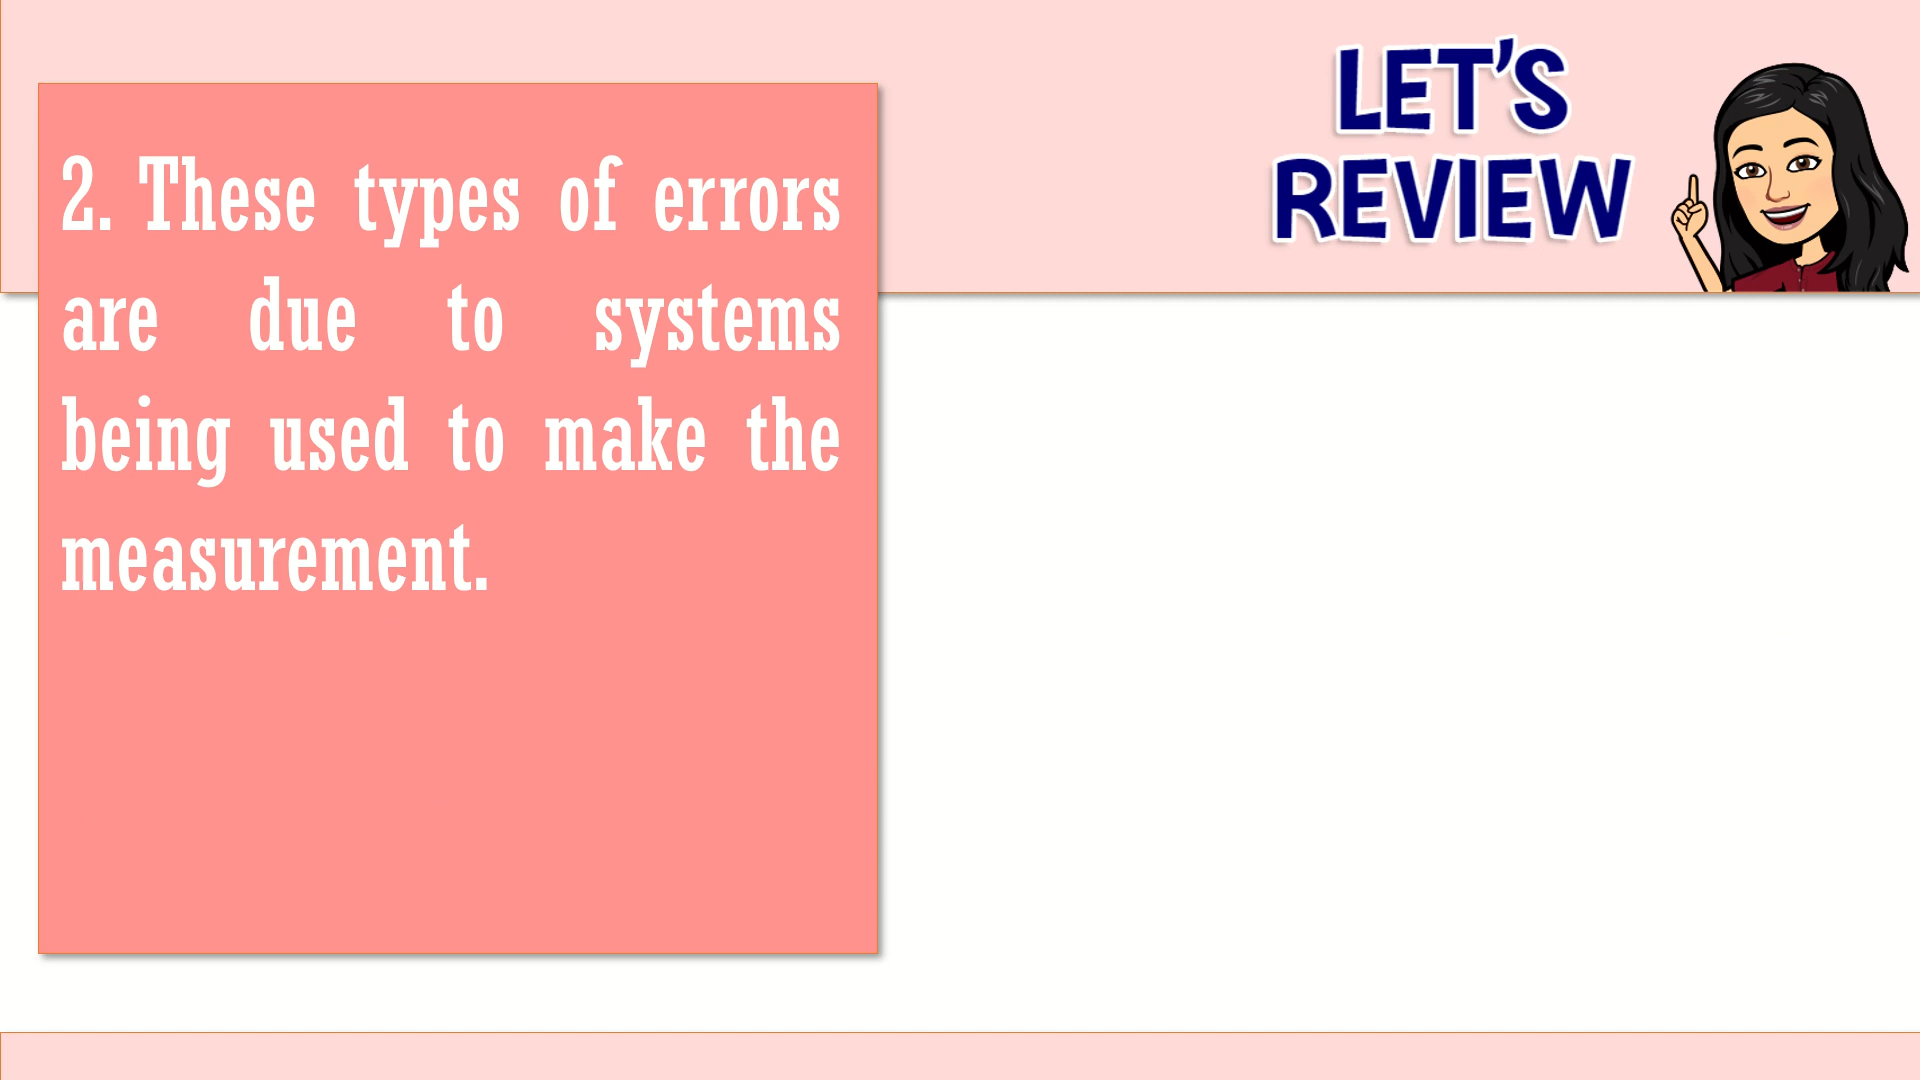 LET'S
REVIEW
2. These types of errors
are due to systems
being used to make the
measurement.